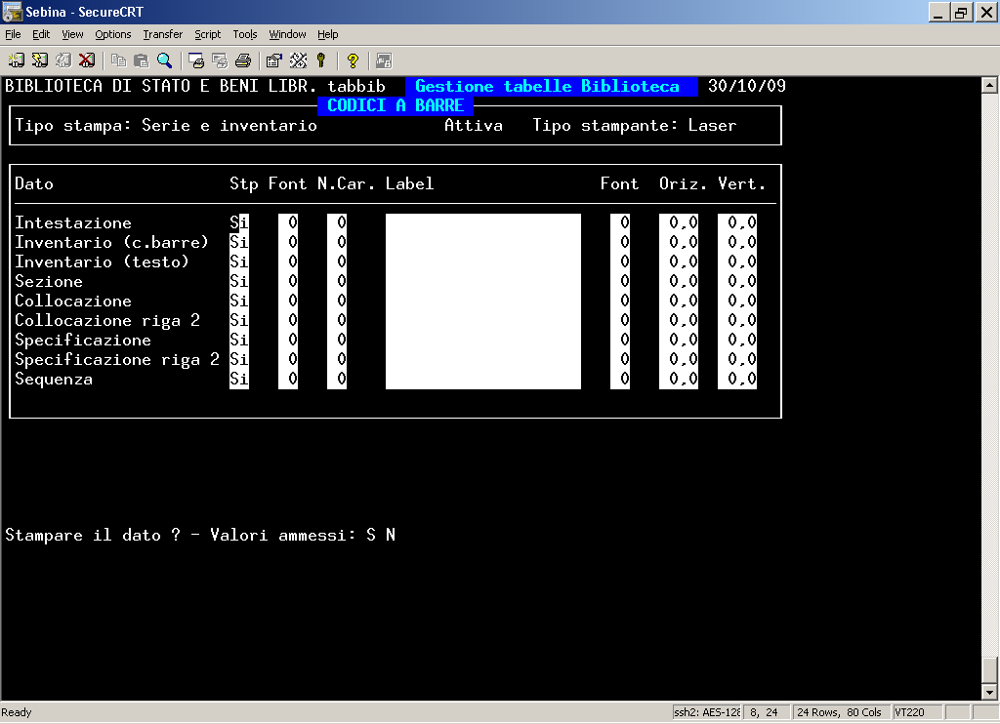 Sebina - SecureCRT
File Edit View Options Transfer Script Tools Window Help
BIBLIOTECA DI STATO E BENI LIBR. tabbib Gestione tabelle Biblioteca 30/10/09
CODICI A BARRE
Tipo stampa: Serie e inventario Attiva Tipo stampante: Laser
Dato Stp Font N.Car. Label Font Oriz. Vert.
Intestazione Si 0 0 0 0,0 0,0
Inventario (c.barre) Si 0 0 0 0,0 0,0
Inventario (testo) Si 0 0 0 0,0 0,0
Sezione Si 0 0 0 0,0 0,0
Collocazione Si 0 0 0 0,0 0,0
Collocazione riga 2 Si 0 0 0 0,0 0,0
Specificazione Si 0 0 0 0,0 0,0
Specificazione riga 2 Si 0 0 0 0,0 0,0
Sequenza Si 0 0 0 0,0 0,0
Stampare il dato ? - Valori ammessi: S N
Ready ssh2: AES-128 8, 24 24 Rows, 80 Cols VT220